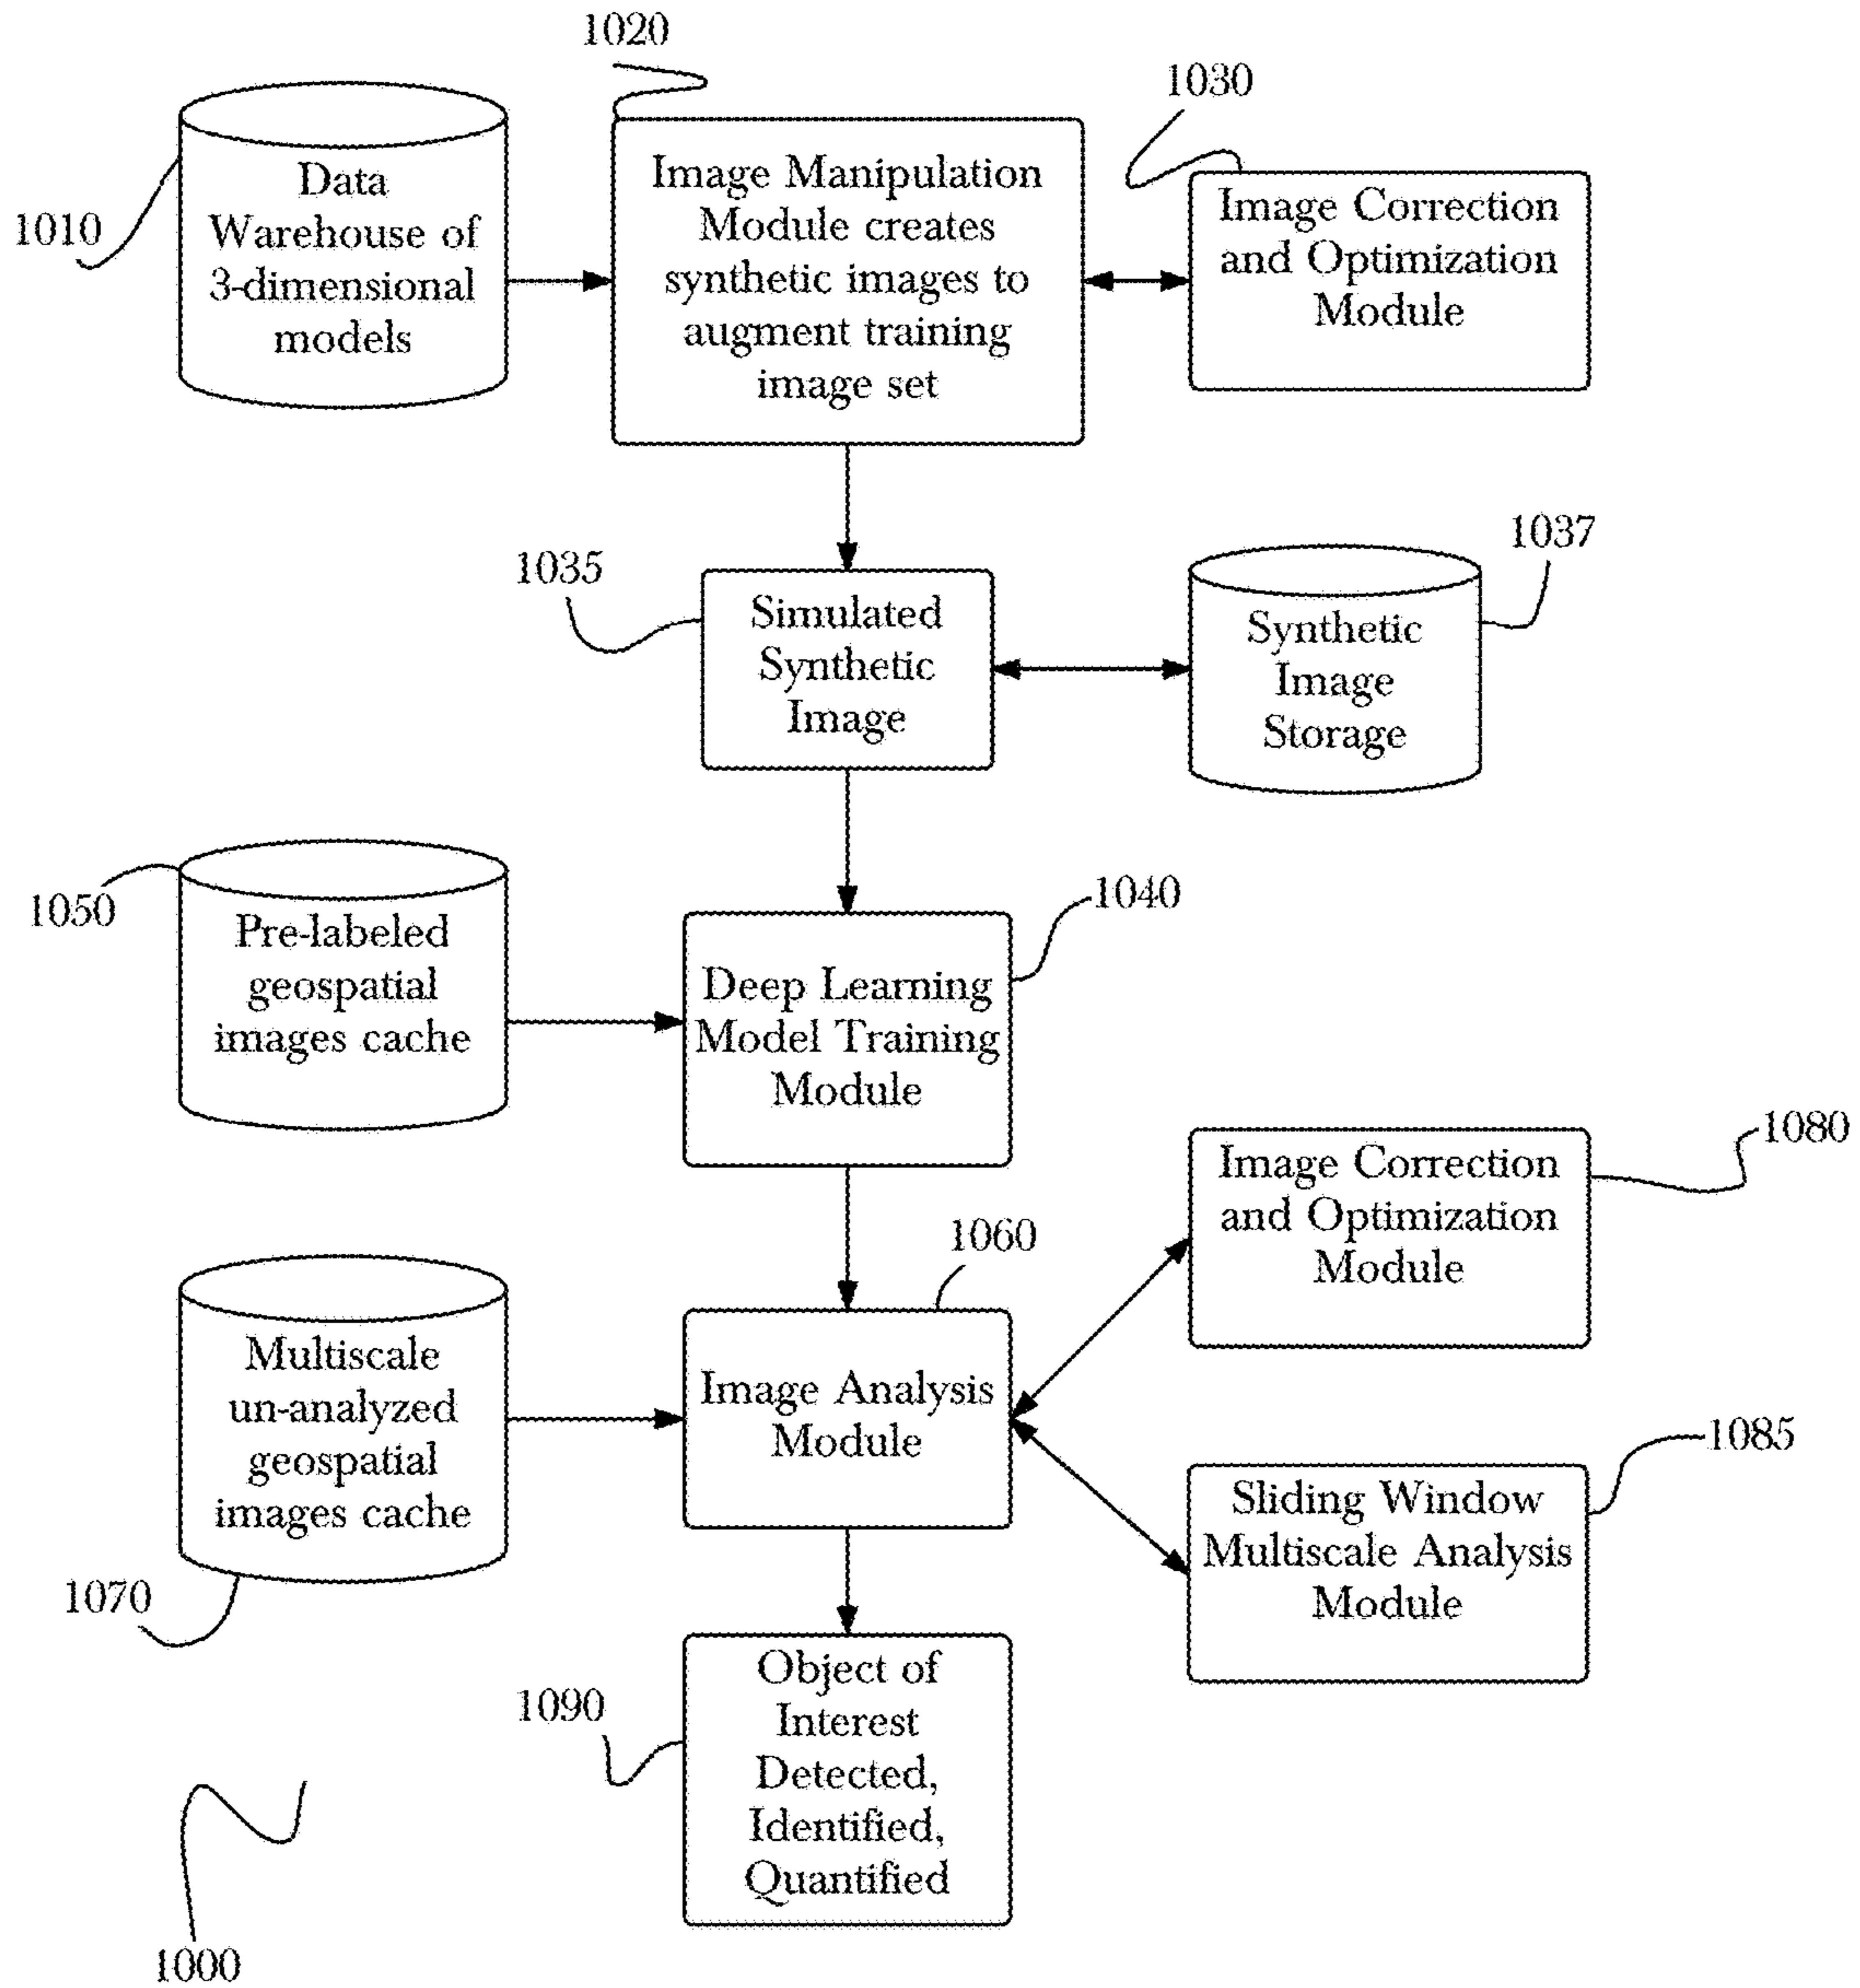 1020
1030
1010
Data
Warehouse of
3-dimensional
models
Image Manipulation
Module creates
synthetic images to
augment training
image set
Image Correction
and Optimization
Module
1035
1037
Simulated
Synthetic
Image
Synthetic
Image
Storage
1050
1040
Pre-labeled
geospatial
images cache
Deep Learning
Model Training
Module
1080
Image Correction
and Optimization
Module
1060
Multiscale
un-analyzed
geospatial
images cache
Image Analysis
Module
1085
Sliding Window
Multiscale Analysis
Module
1070
1090
Object of
Interest
Detected,
Identified,
Quantified
1000